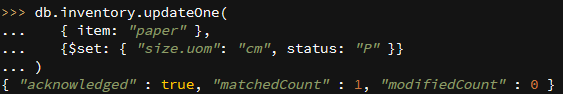 >>> db.inventory.updateOne(
...    { item: "paper" },
...    {$set: { "size.uom": "cm", status: "P" }}
... )
{ "acknowledged" : true, "matchedCount" : 1, "modifiedCount" : 0 }